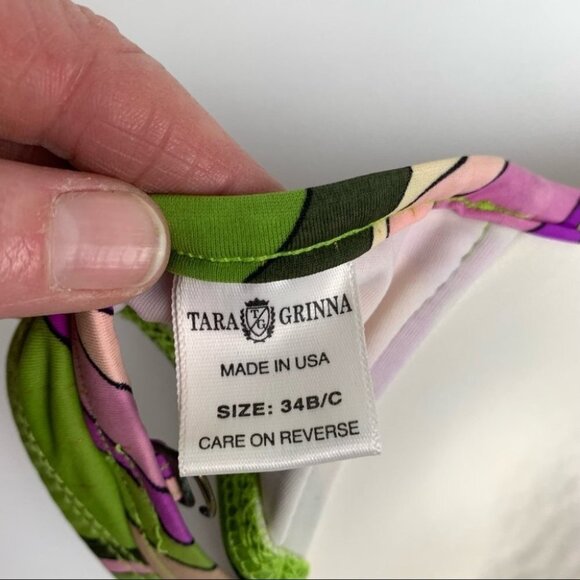 TARA T/G GRINNA
MADE IN USA
SIZE: 34B/C
CARE ON REVERSE